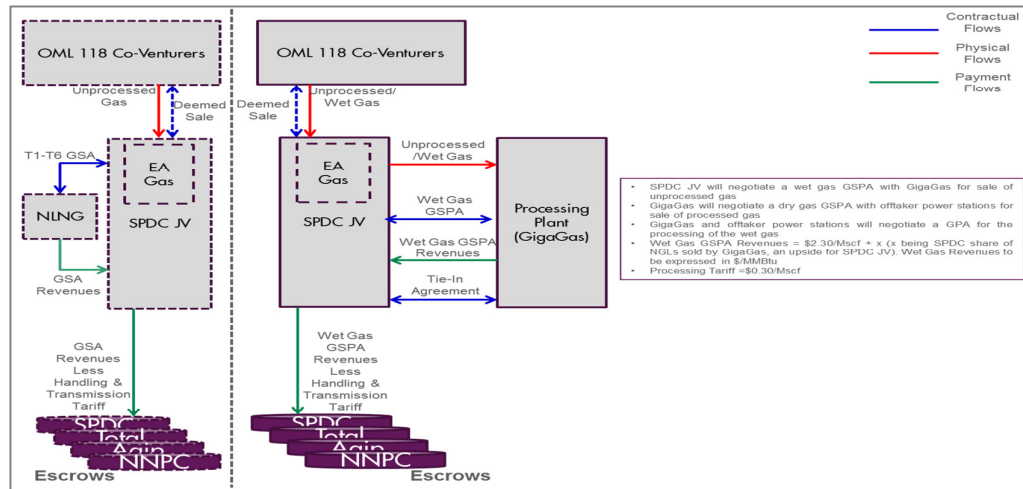 Contractual
Flows
Physical
Flows
Payment
Flows
OML 118 Co-Venturers
Unprocessed
Gas
Deemed
Sale
T1-T6 GSA
EA
Gas
NLNG
SPDC JV
GSA
Revenues
GSA
Revenues
Less
Handling &
Transmission
Tariff
SPDC
Total
Agip
NNPC
Escrows
OML 118 Co-Venturers
Deemed
Sale
Unprocessed/
Wet Gas
EA
Gas
SPDC JV
Unprocessed
/Wet Gas
Wet Gas
GSPA
Wet Gas GSPA
Revenues
Tie-In
Agreement
Processing
Plant
(GigaGas)
Wet Gas
GSPA
Revenues
Less
Handling &
Transmission
Tariff
SPDC
Total
Agip
NNPC
Escrows
• SPDC JV will negotiate a wet gas GSPA with GigaGas for sale of
unprocessed gas
• GigaGas will negotiate a dry gas GSPA with offtaker power stations for
sale of processed gas
• GigaGas and offtaker power stations will negotiate a GPA for the
processing of the wet gas
• Wet Gas GSPA Revenues = $2.30/Mscf + x (x being SPDC share of
NGLs sold by GigaGas, an upside for SPDC JV). Wet Gas Revenues to
be expressed in $/MMBtu
• Processing Tariff =$0.30/Mscf